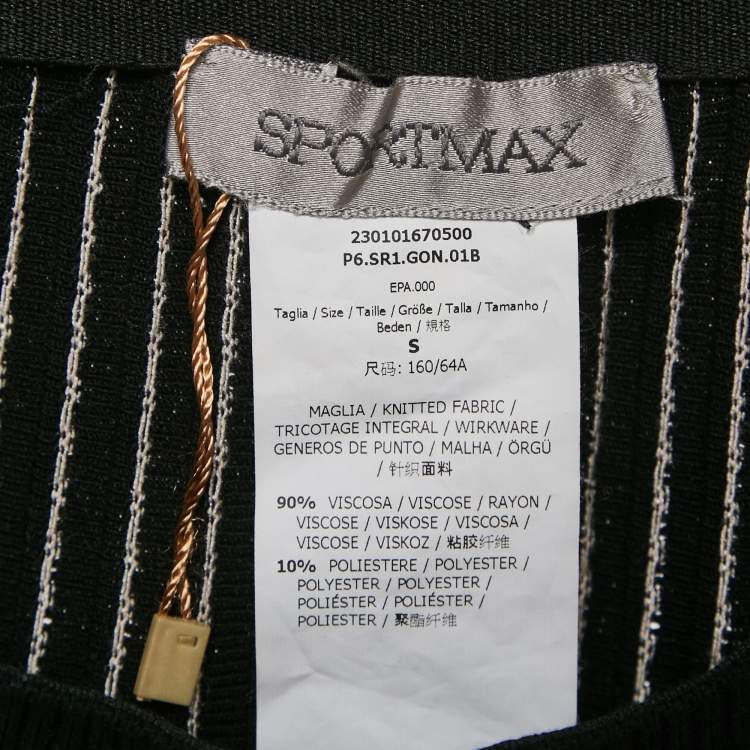 SPORTMAX
230101670500
P6.SR1.GON.01B
EPA.000
Taglia / Size / Taille / Größe / Talla / Tamanho /
Beden / 規格
S
尺码: 160/64A
MAGLIA / KNITTED FABRIC /
TRICOTAGE INTEGRAL / WIRKWARE /
GENEROS DE PUNTO / MALHA / ÖRGÜ
/ 针织面料
90% VISCOSA / VISCOSE / RAYON /
VISCOSE / VISKOSE / VISCOSA /
VISCOSE / VISKOZ / 粘胶纤维
10% POLIESTERE / POLYESTER /
POLYESTER / POLYESTER /
POLIÉSTER / POLIÉSTER /
POLIESTER / 聚酯纤维